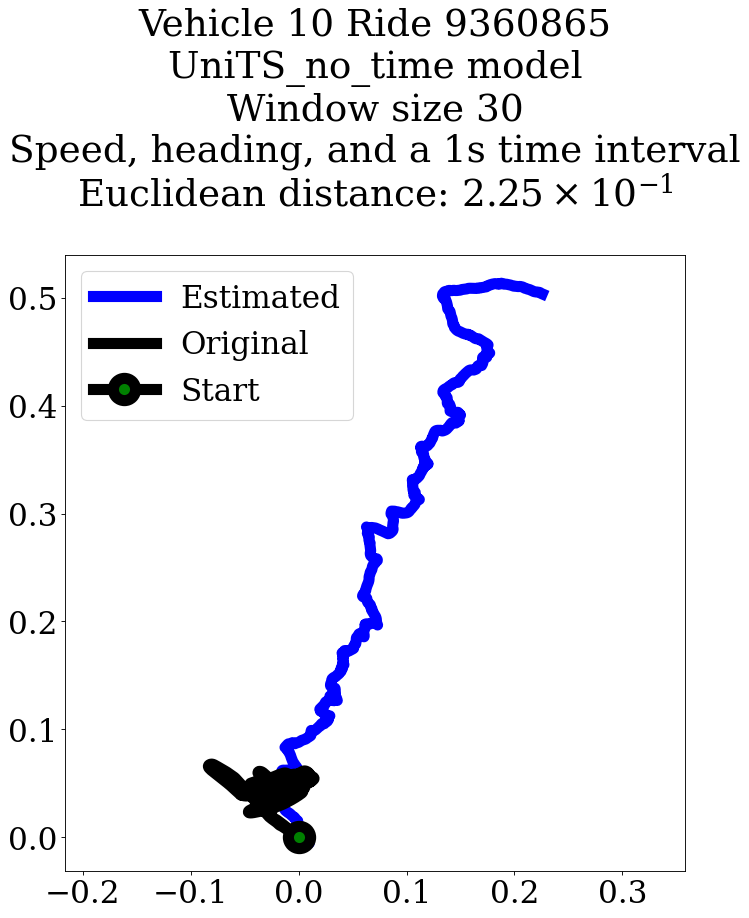 Vehicle 10 Ride 9360865
UniTS_no_time model
Window size 30
Speed, heading, and a 1s time interval
Euclidean distance: 2.25 × 10⁻¹
Estimated
Original
Start
0.5
0.4
0.3
0.2
0.1
0.0
−0.2 −0.1 0.0 0.1 0.2 0.3